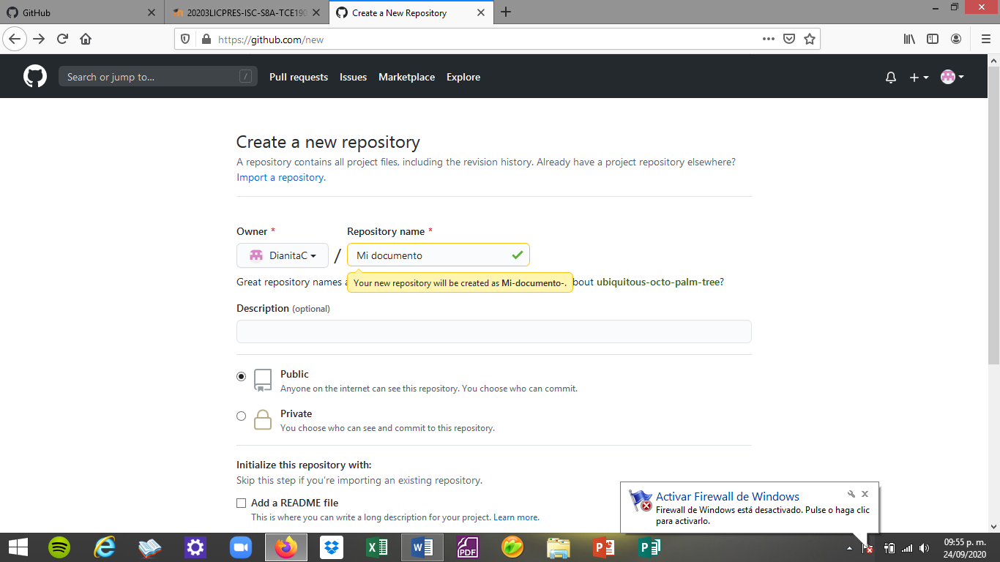 GitHub
20203LICPRES-ISC-S8A-TCE190
Create a New Repository
https://github.com/new
Search or jump to...
/
Pull requests
Issues
Marketplace
Explore
Create a new repository
A repository contains all project files, including the revision history. Already have a project repository elsewhere?
Import a repository.
Owner *
Repository name *
DianitaC
/
Mi documento
Great repository names
Your new repository will be created as Mi-documento-.
bout ubiquitous-octo-palm-tree?
Description (optional)
Public
Anyone on the internet can see this repository. You choose who can commit.
Private
You choose who can see and commit to this repository.
Initialize this repository with:
Skip this step if you're importing an existing repository.
Add a README file
This is where you can write a long description for your project. Learn more.
Activar Firewall de Windows
Firewall de Windows está desactivado. Pulse o haga clic
para activarlo.
PDF
09:55 p. m.
24/09/2020